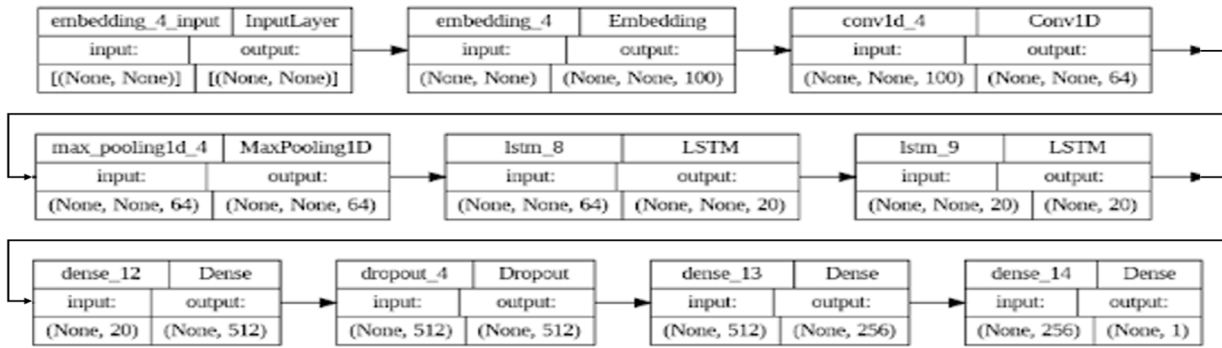 embedding_4_input InputLayer
input: output:
[(None, None)] [(None, None)]
embedding_4 Embedding
input: output:
(None, None) (None, None, 100)
conv1d_4 Conv1D
input: output:
(None, None, 100) (None, None, 64)
max_pooling1d_4 MaxPooling1D
input: output:
(None, None, 64) (None, None, 64)
lstm_8 LSTM
input: output:
(None, None, 64) (None, None, 20)
lstm_9 LSTM
input: output:
(None, None, 20) (None, 20)
dense_12 Dense
input: output:
(None, 20) (None, 512)
dropout_4 Dropout
input: output:
(None, 512) (None, 512)
dense_13 Dense
input: output:
(None, 512) (None, 256)
dense_14 Dense
input: output:
(None, 256) (None, 1)